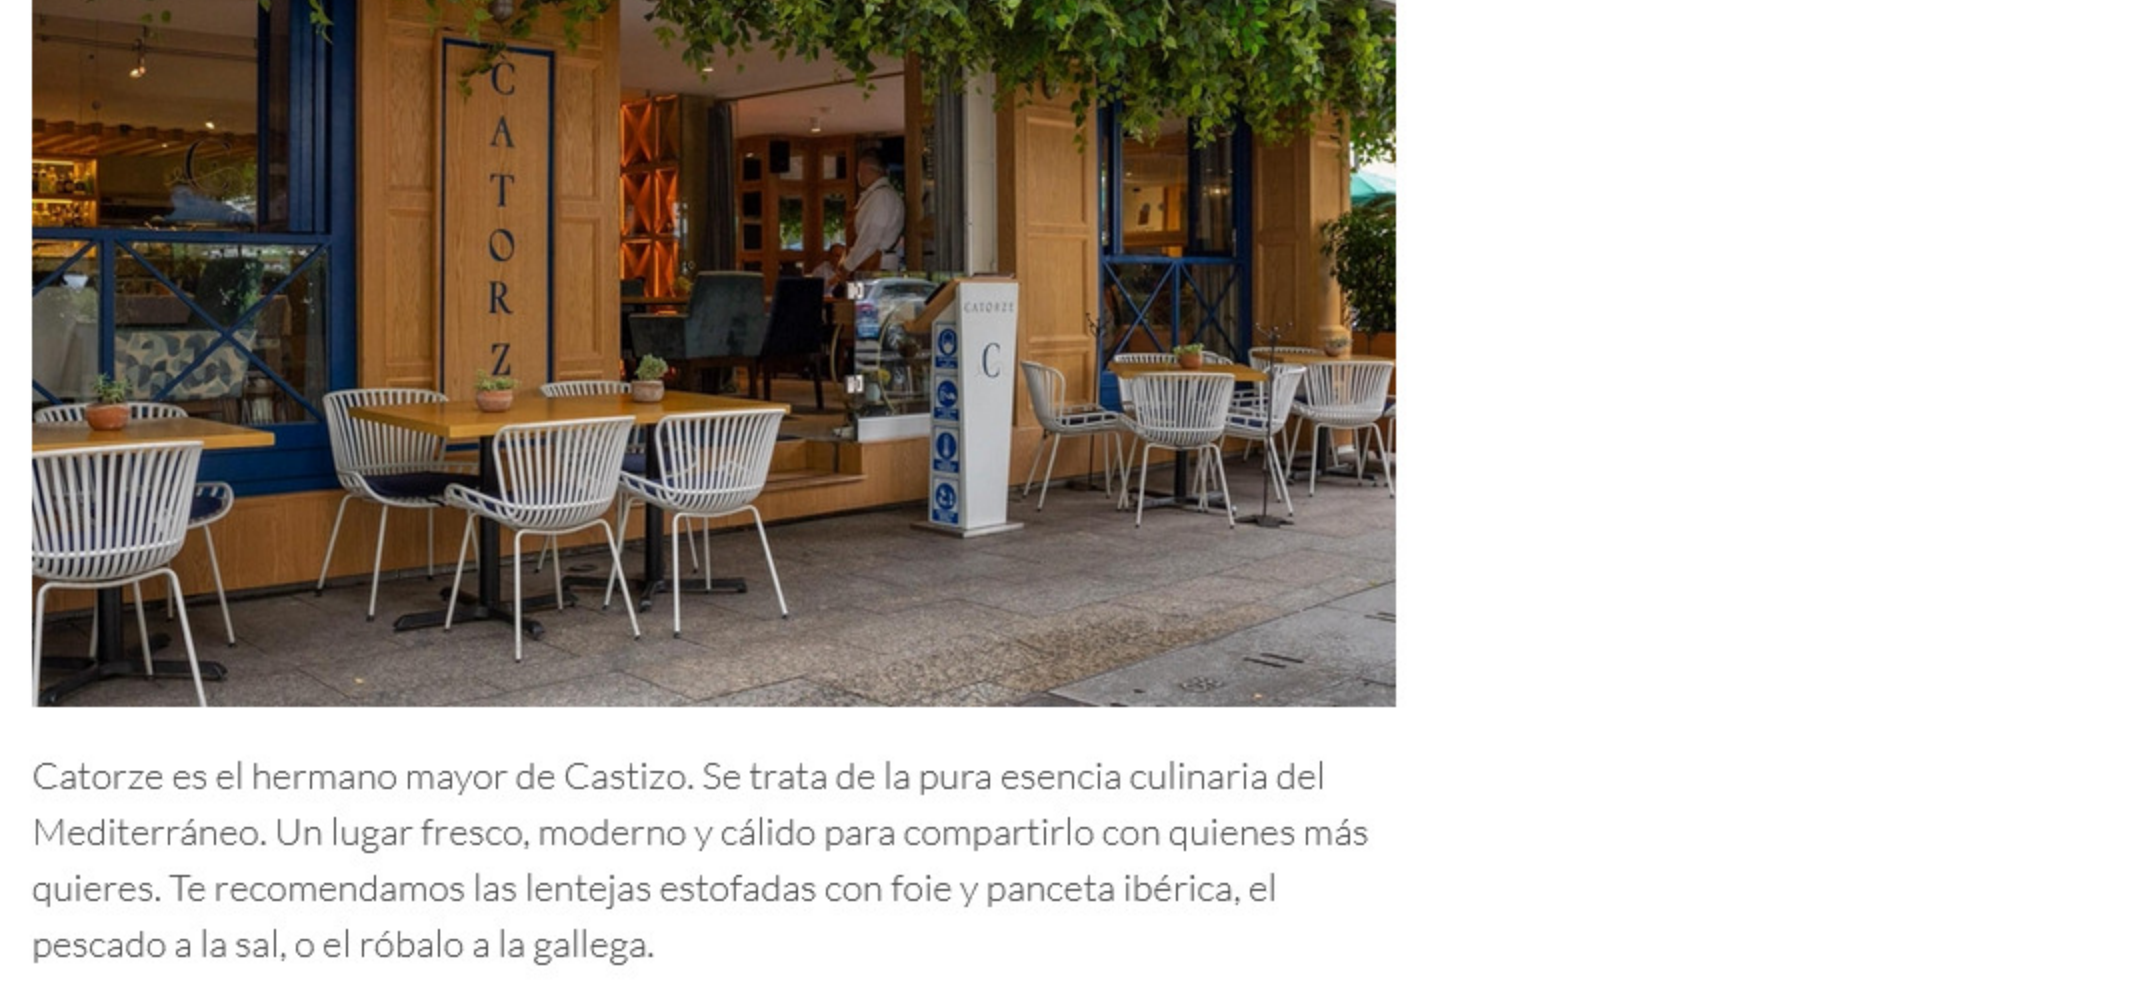 C
CATORZ
CATORZE
C
Catorze es el hermano mayor de Castizo. Se trata de la pura esencia culinaria del
Mediterráneo. Un lugar fresco, moderno y cálido para compartirlo con quienes más
quieres. Te recomendamos las lentejas estofadas con foie y panceta ibérica, el
pescado a la sal, o el róbalo a la gallega.